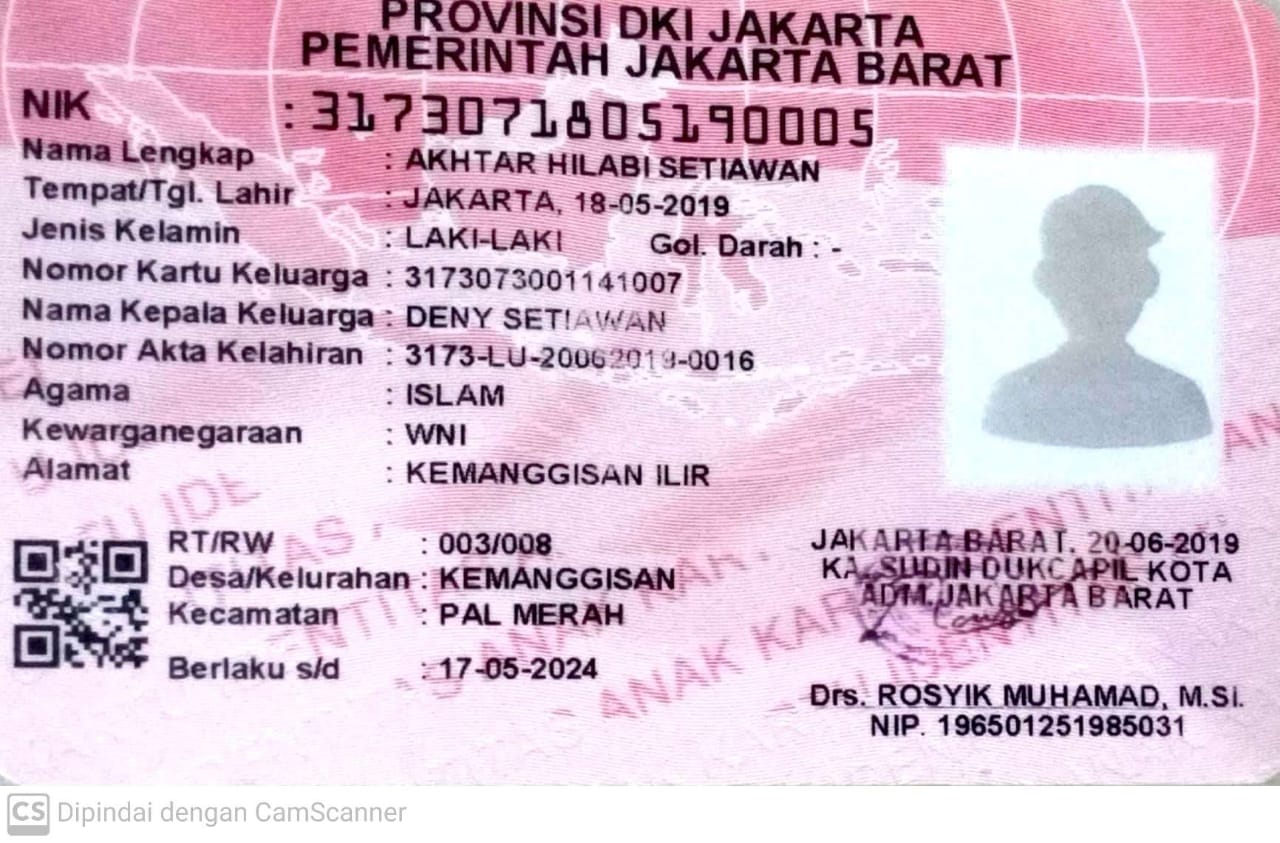 PROVINSI DKI JAKARTA
PEMERINTAH JAKARTA BARAT
NIK : 3173071805190005
Nama Lengkap : AKHTAR HILABI SETIAWAN
Tempat/Tgl. Lahir : JAKARTA, 18-05-2019
Jenis Kelamin : LAKI-LAKI Gol. Darah : -
Nomor Kartu Keluarga : 3173073001141007
Nama Kepala Keluarga : DENY SETIAWAN
Nomor Akta Kelahiran : 3173-LU-20062019-0016
Agama : ISLAM
Kewarganegaraan : WNI
Alamat : KEMANGGISAN ILIR
RT/RW : 003/008
Desa/Kelurahan : KEMANGGISAN
Kecamatan : PAL MERAH
Berlaku s/d : 17-05-2024
JAKARTA BARAT, 20-06-2019
KA. SUDIN DUKCAPIL KOTA
ADM.JAKARTA BARAT
Drs. ROSYIK MUHAMAD, M.Si.
NIP. 196501251985031
ANAK KAR
CS Dipindai dengan CamScanner